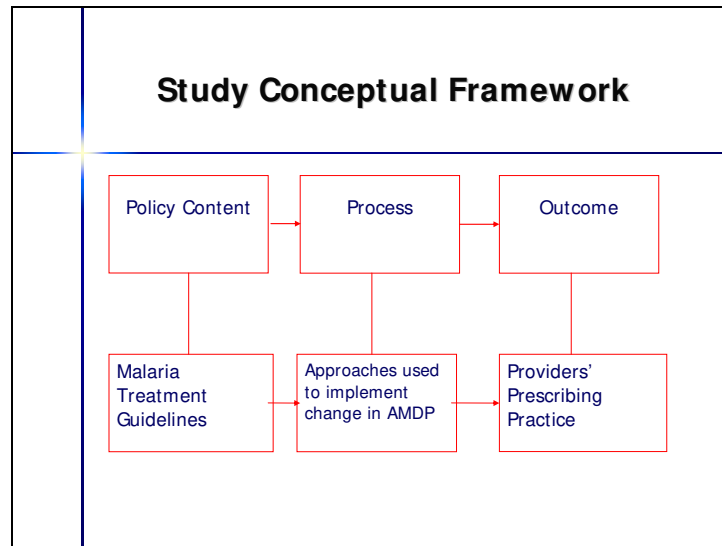 Study Conceptual Framework
Policy Content
Process
Outcome
Malaria
Treatment
Guidelines
Approaches used
to implement
change in AMDP
Providers’
Prescribing
Practice